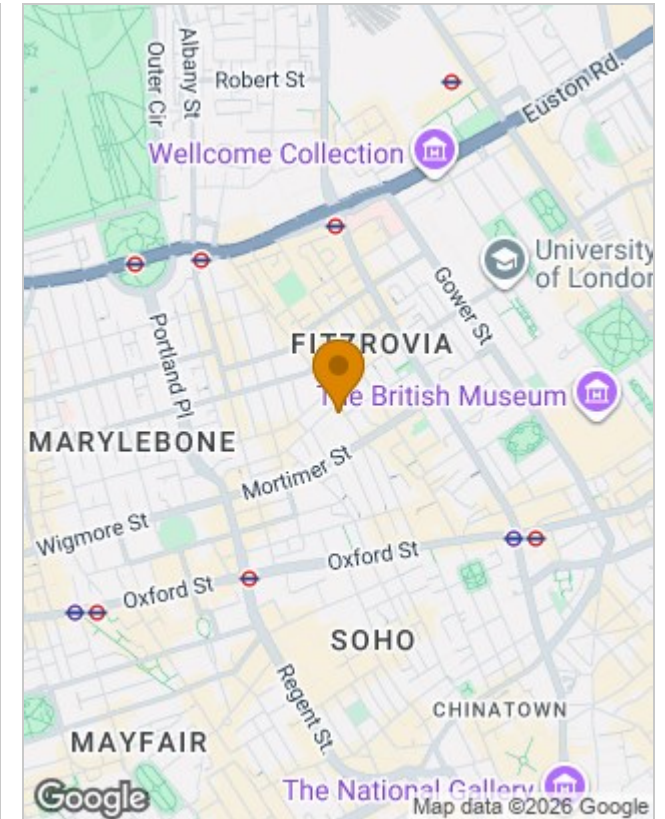 Albany St
Outer Cir
Robert St
Euston Rd.
Wellcome Collection
University
of London
Gower St
FITZROVIA
Portland Pl
The British Museum
MARYLEBONE
Mortimer St
Wigmore St
Oxford St
Oxford St
SOHO
Regent St.
CHINATOWN
MAYFAIR
The National Gallery
Google
Map data ©2026 Google